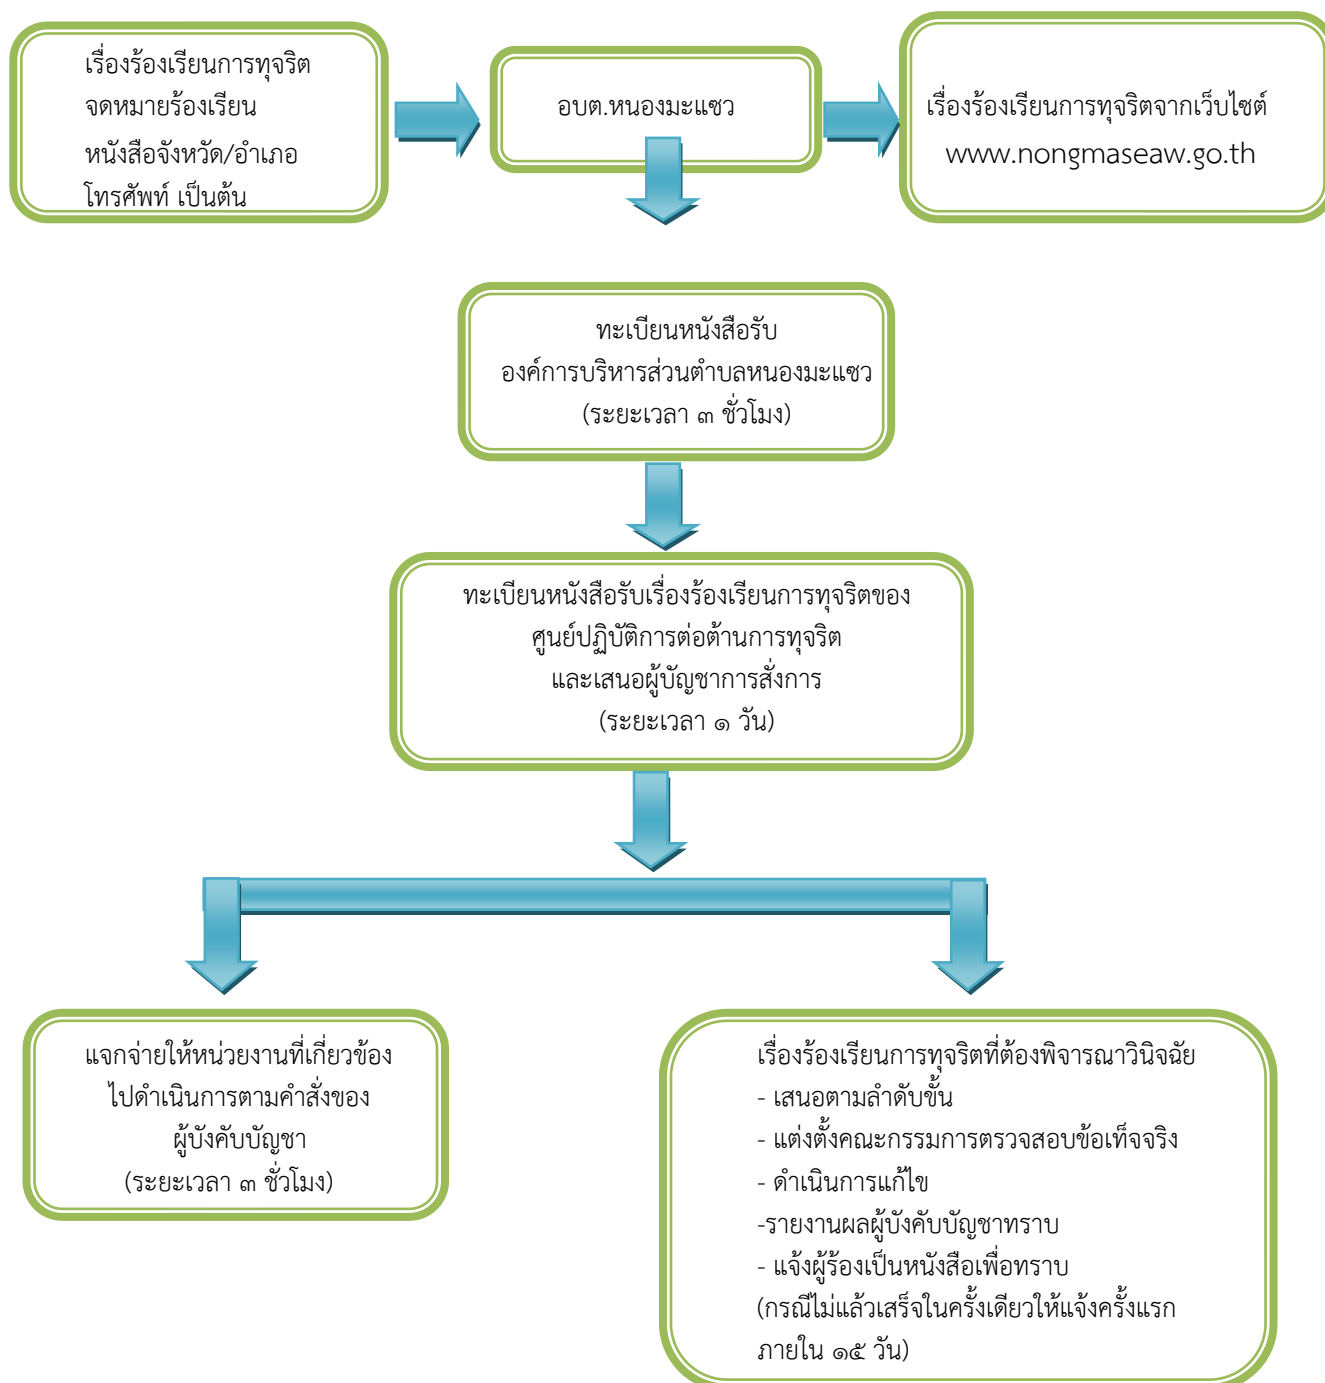 เรื่องร้องเรียนการทุจริต
จดหมายร้องเรียน
หนังสือจังหวัด/อำเภอ
โทรศัพท์ เป็นต้น
อบต.หนองมะแซว
เรื่องร้องเรียนการทุจริตจากเว็บไซต์
www.nongmaseaw.go.th
ทะเบียนหนังสือรับ
องค์การบริหารส่วนตำบลหนองมะแซว
(ระยะเวลา ๓ ชั่วโมง)
ทะเบียนหนังสือรับเรื่องร้องเรียนการทุจริตของ
ศูนย์ปฏิบัติการต่อต้านการทุจริต
และเสนอผู้บัญชาการสั่งการ
(ระยะเวลา ๑ วัน)
แจกจ่ายให้หน่วยงานที่เกี่ยวข้อง
ไปดำเนินการตามคำสั่งของ
ผู้บังคับบัญชา
(ระยะเวลา ๓ ชั่วโมง)
เรื่องร้องเรียนการทุจริตที่ต้องพิจารณาวินิจฉัย
- เสนอตามลำดับขั้น
- แต่งตั้งคณะกรรมการตรวจสอบข้อเท็จจริง
- ดำเนินการแก้ไข
-รายงานผลผู้บังคับบัญชาทราบ
- แจ้งผู้ร้องเป็นหนังสือเพื่อทราบ
(กรณีไม่แล้วเสร็จในครั้งเดียวให้แจ้งครั้งแรก
ภายใน ๑๕ วัน)